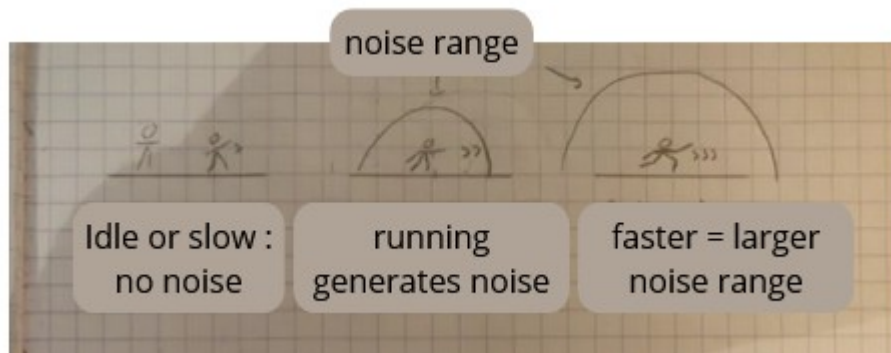 noise range
Idle or slow :
no noise
running
generates noise
faster = larger
noise range